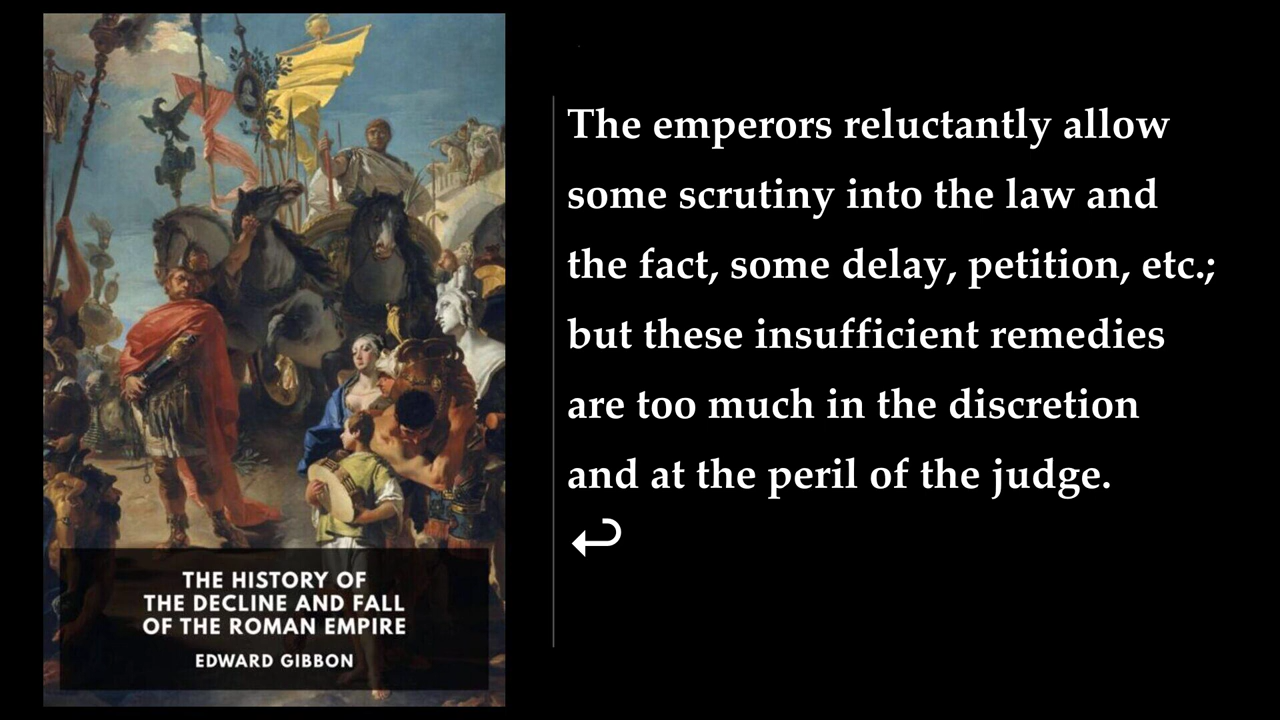 The emperors reluctantly allow
some scrutiny into the law and
the fact, some delay, petition, etc.;
but these insufficient remedies
are too much in the discretion
and at the peril of the judge.
↩
THE HISTORY OF
THE DECLINE AND FALL
OF THE ROMAN EMPIRE
EDWARD GIBBON